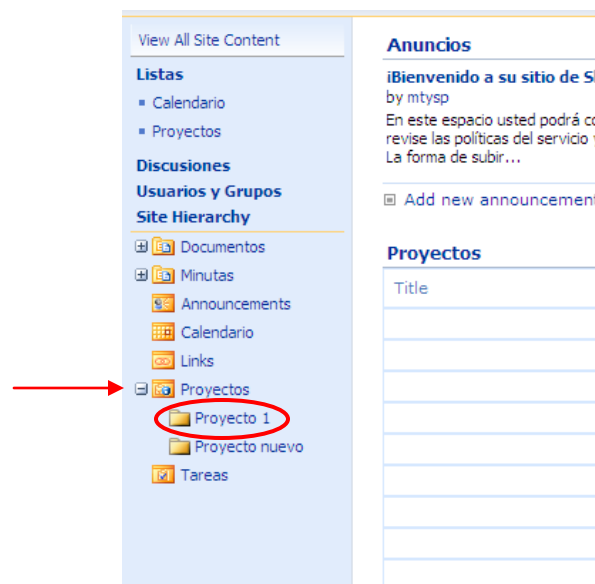 View All Site Content
Listas
Calendario
Proyectos
Discusiones
Usuarios y Grupos
Site Hierarchy
Documentos
Minutas
Announcements
Calendario
Links
Proyectos
Proyecto 1
Proyecto nuevo
Tareas
Anuncios
¡Bienvenido a su sitio de
by mtysp
En este espacio usted podrá
revise las políticas del servicio
La forma de subir...
Add new announcement
Proyectos
Title